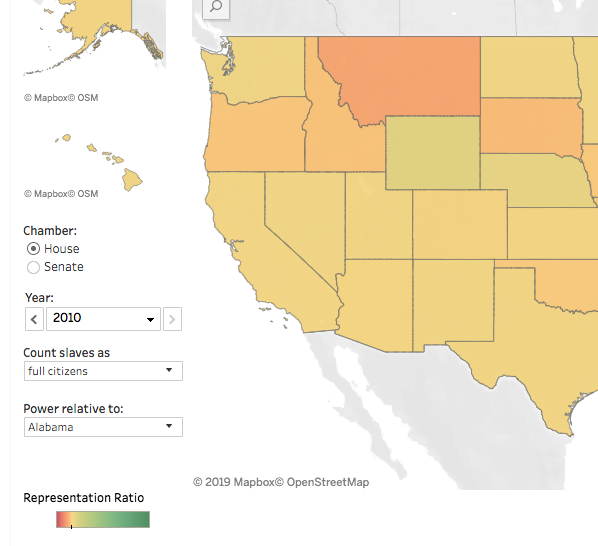 © Mapbox© OSM
© Mapbox© OSM
Chamber:
House
Senate
Year:
2010
Count slaves as
full citizens
Power relative to:
Alabama
© 2019 Mapbox© OpenStreetMap
Representation Ratio